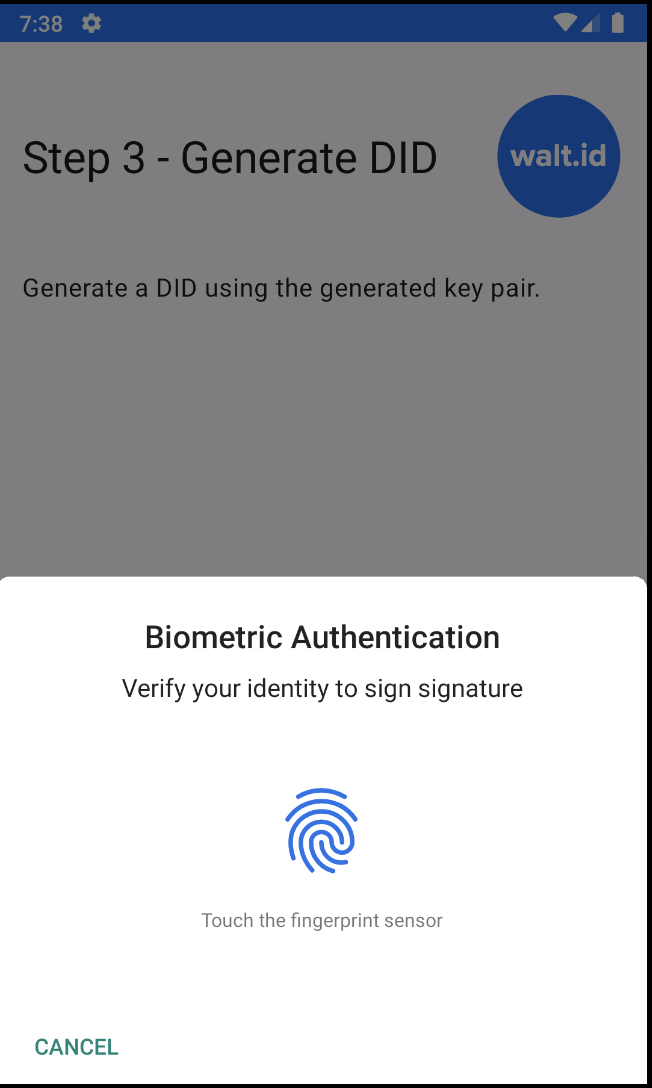 7:38
Step 3 - Generate DID
walt.id
Generate a DID using the generated key pair.
Biometric Authentication
Verify your identity to sign signature
Touch the fingerprint sensor
CANCEL